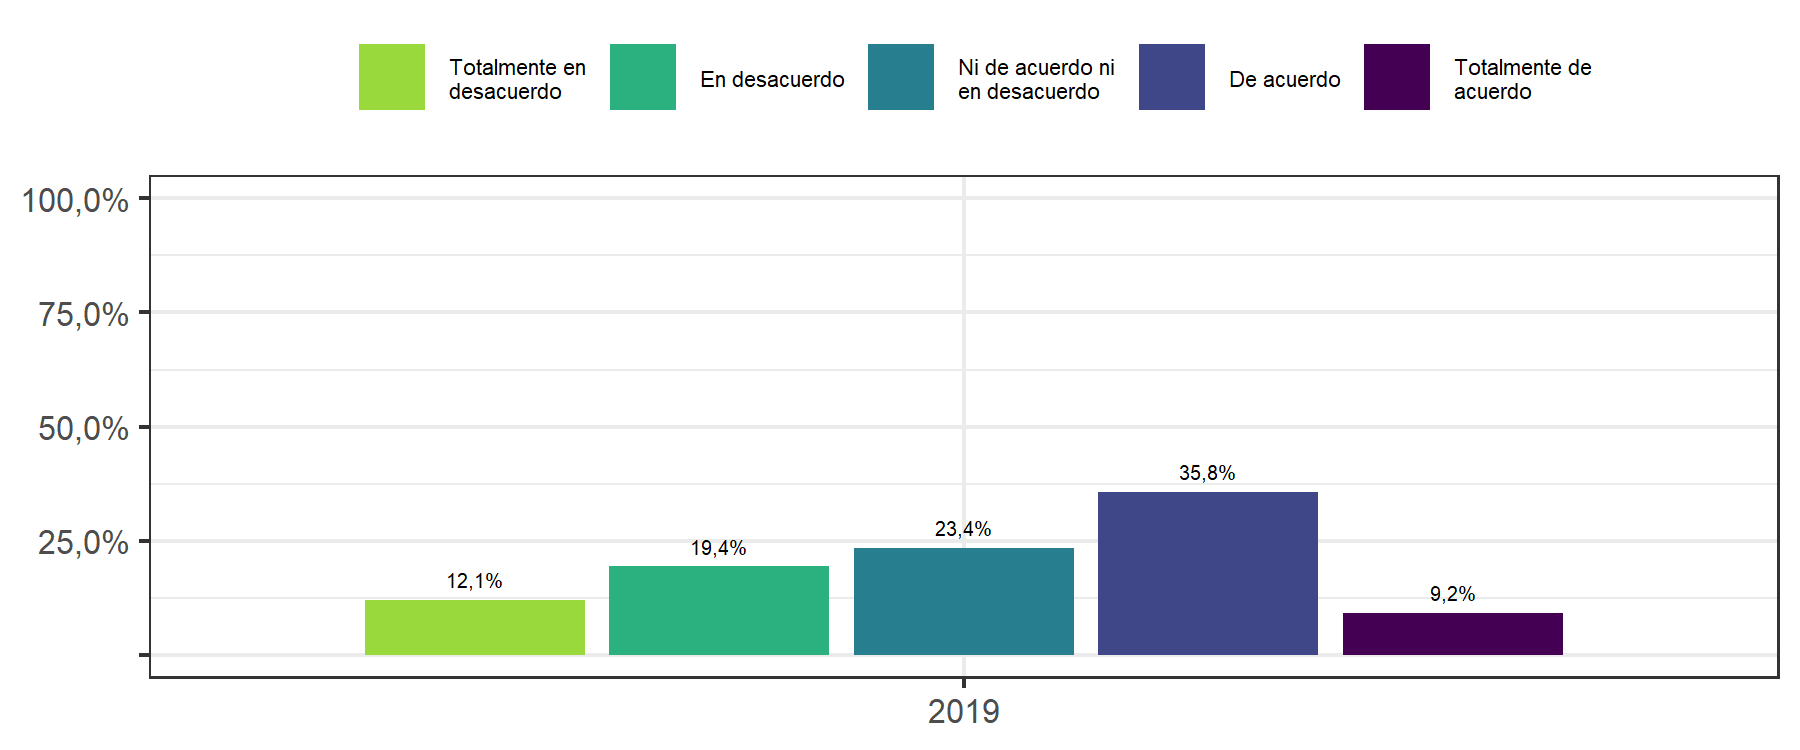 Totalmente en
desacuerdo
En desacuerdo
Ni de acuerdo ni
en desacuerdo
De acuerdo
Totalmente de
acuerdo
100,0%
75,0%
50,0%
25,0%
12,1%
19,4%
23,4%
35,8%
9,2%
2019